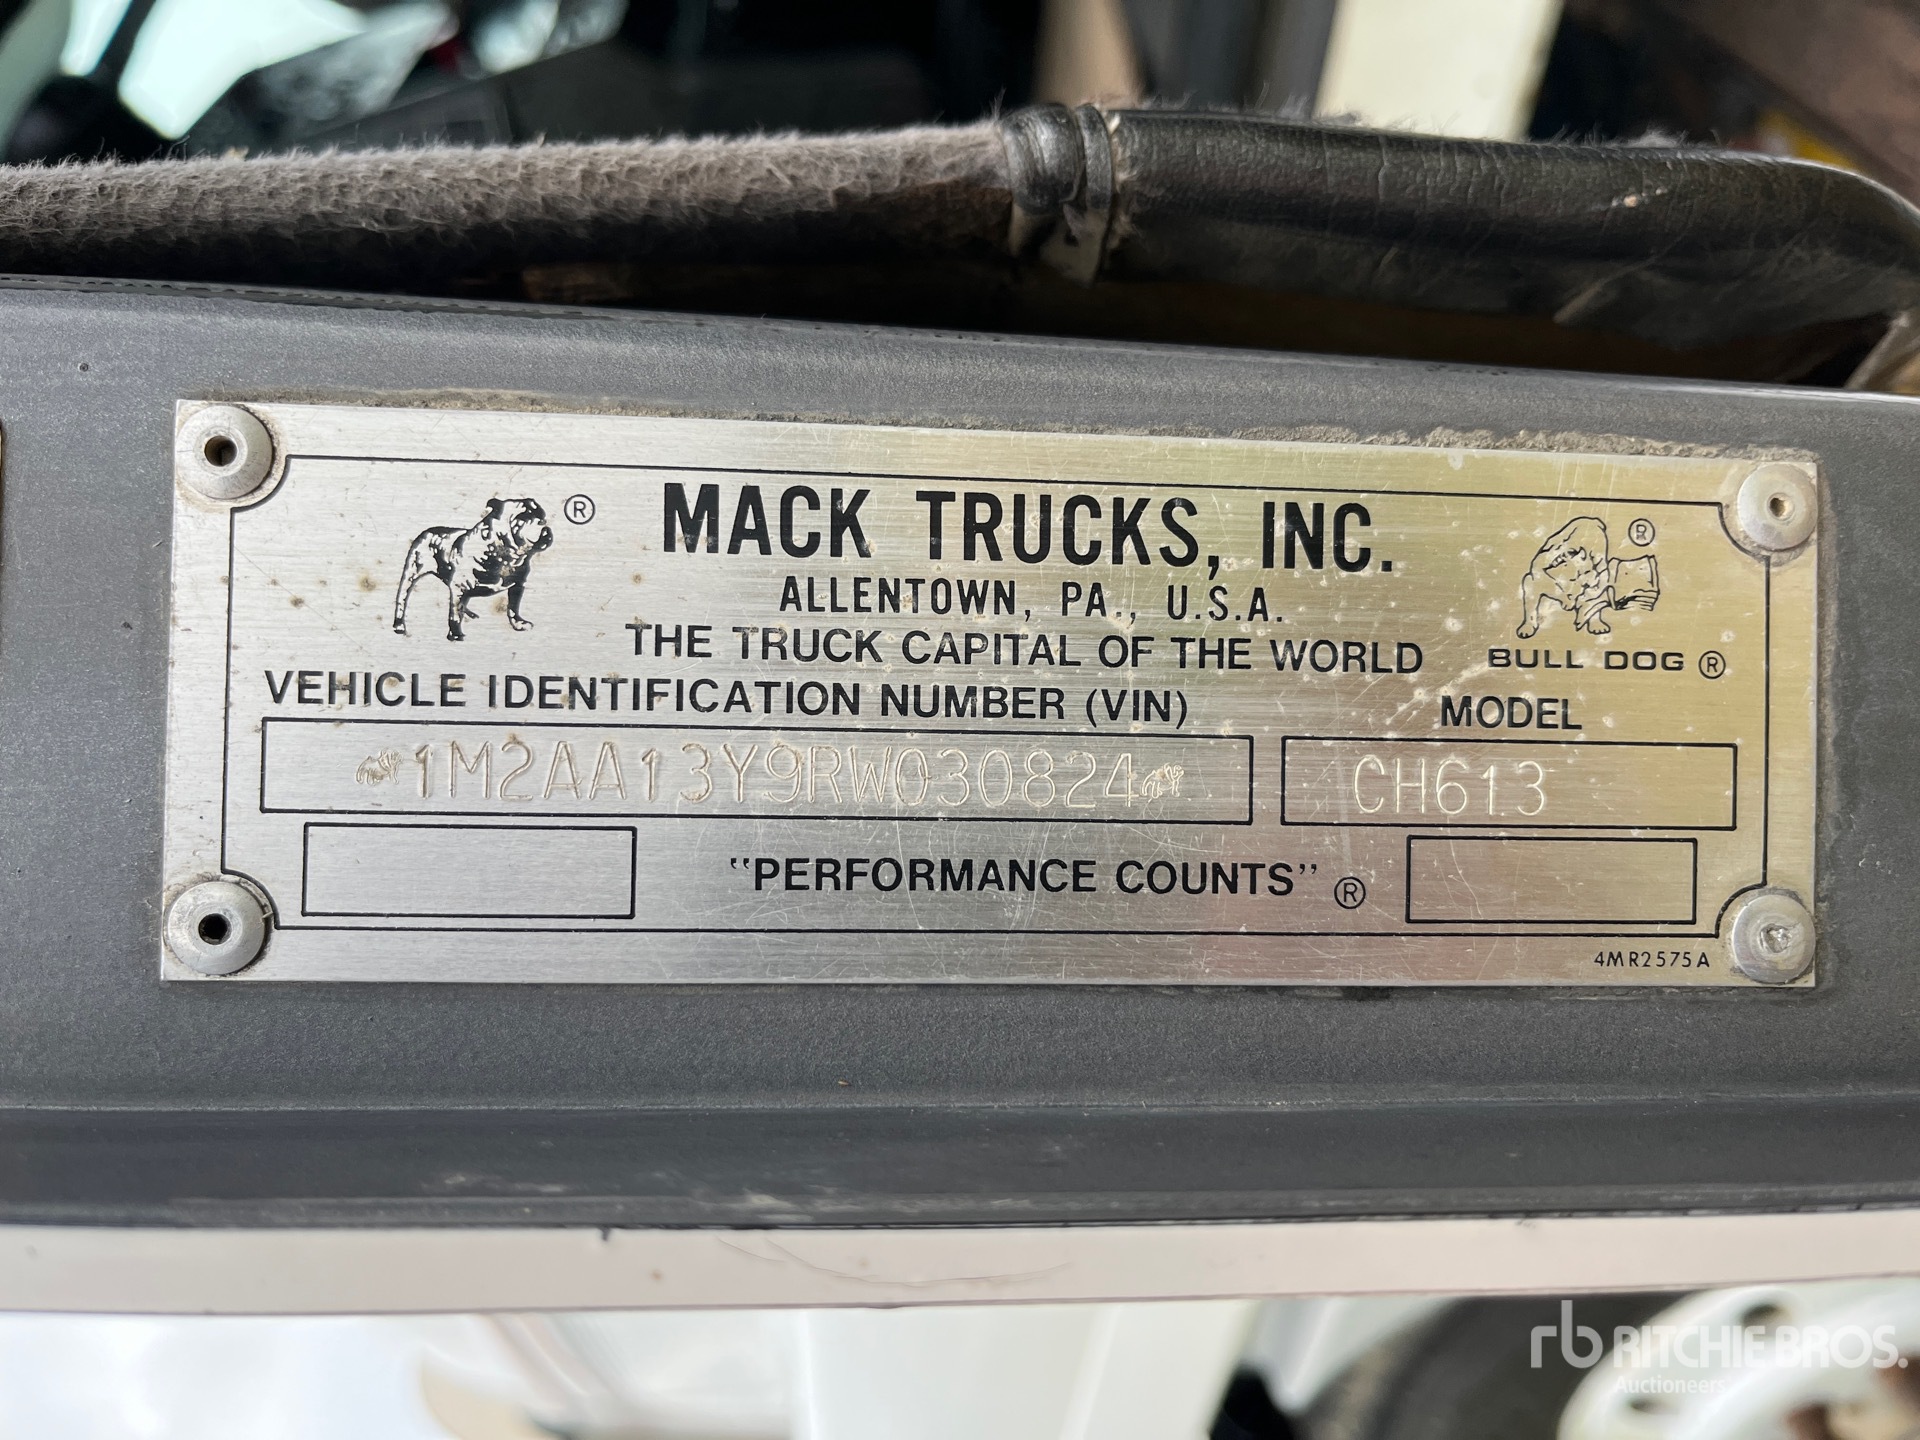 MACK TRUCKS, INC.
ALLENTOWN, PA., U.S.A.
THE TRUCK CAPITAL OF THE WORLD
BULL DOG ®
VEHICLE IDENTIFICATION NUMBER (VIN)
MODEL
1M2AA13Y9RW030824
CH613
"PERFORMANCE COUNTS" ®
4MR2575A
rb RITCHIE BROS.
Auctioneers